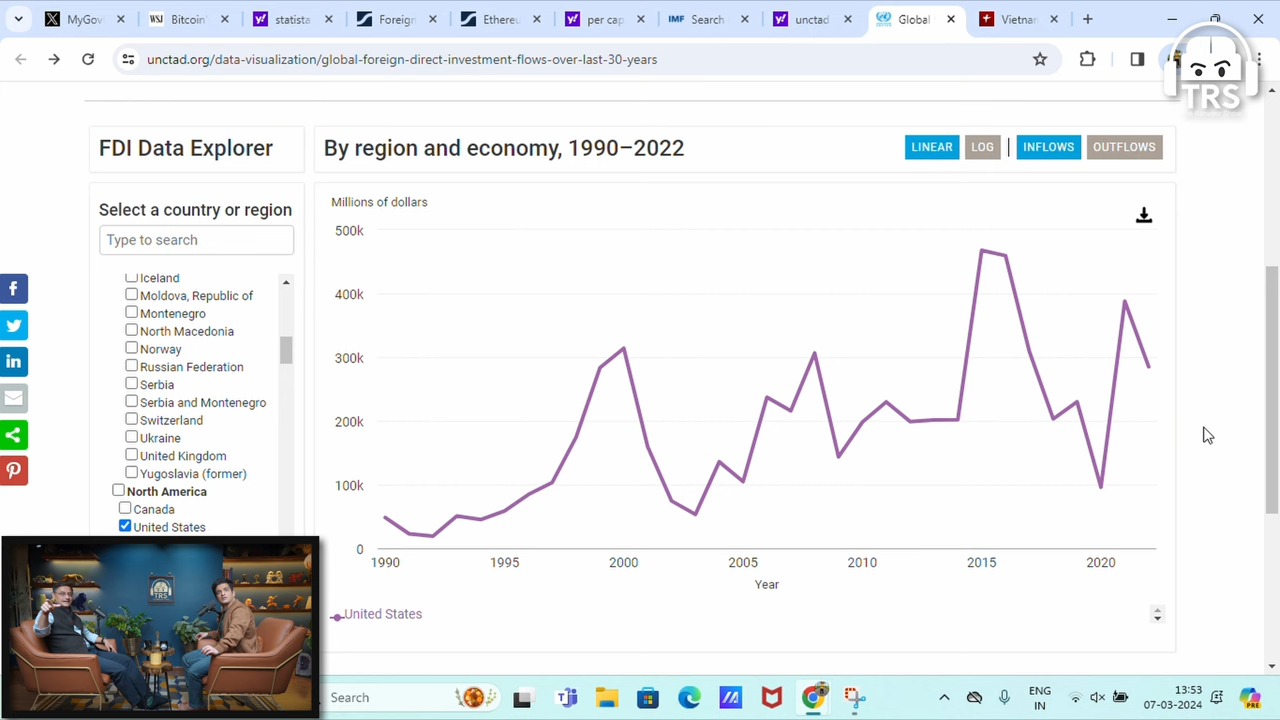 MyGov
WSJ Bitcoin
statista
Foreign
Ethereu
per cap
IMF Search
unctad
Global
Vietnar
unctad.org/data-visualization/global-foreign-direct-investment-flows-over-last-30-years
TRS
FDI Data Explorer
By region and economy, 1990–2022
LINEAR LOG | INFLOWS OUTFLOWS
Select a country or region
Type to search
Iceland
Moldova, Republic of
Montenegro
North Macedonia
Norway
Russian Federation
Serbia
Serbia and Montenegro
Switzerland
Ukraine
United Kingdom
Yugoslavia (former)
North America
Canada
United States
Millions of dollars
500k
400k
300k
200k
100k
0
1990 1995 2000 2005 2010 2015 2020
Year
United States
TRS
Search
ENG
IN
13:53
07-03-2024
PRE